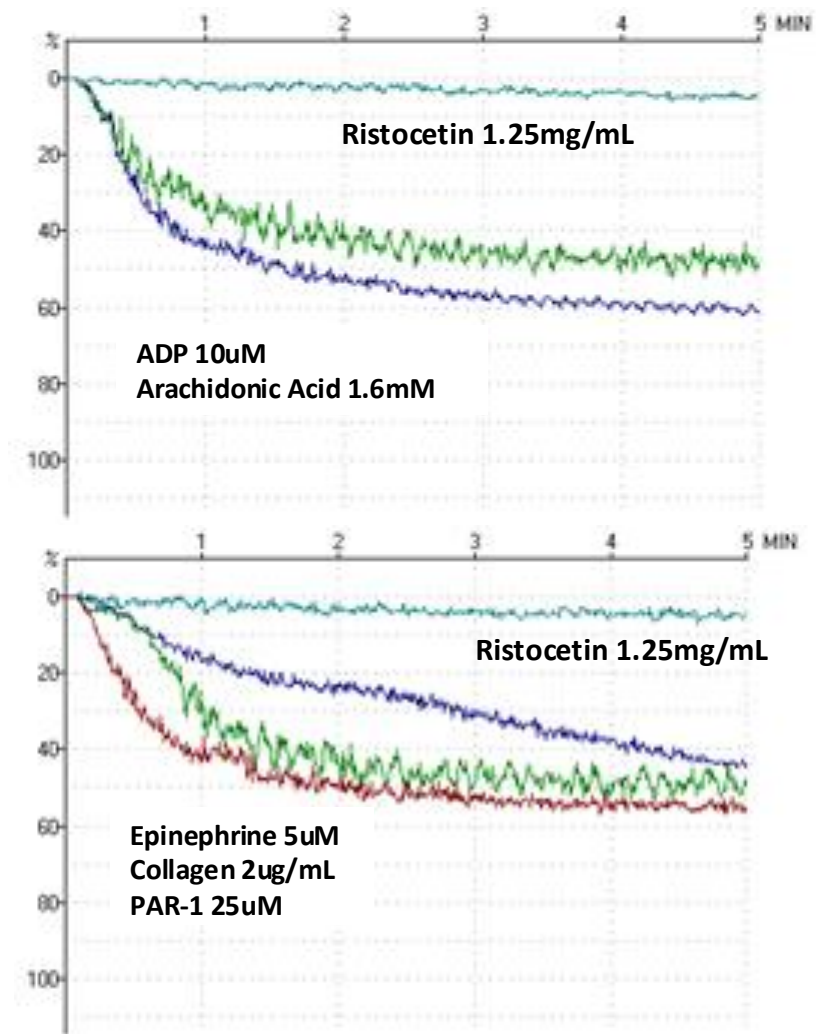 1 2 3 4 5 MIN
%
0
Ristocetin 1.25mg/mL
20
40
60
ADP 10uM
80
Arachidonic Acid 1.6mM
100
1 2 3 4 5 MIN
%
0
Ristocetin 1.25mg/mL
20
40
60
Epinephrine 5uM
Collagen 2ug/mL
80
PAR-1 25uM
100